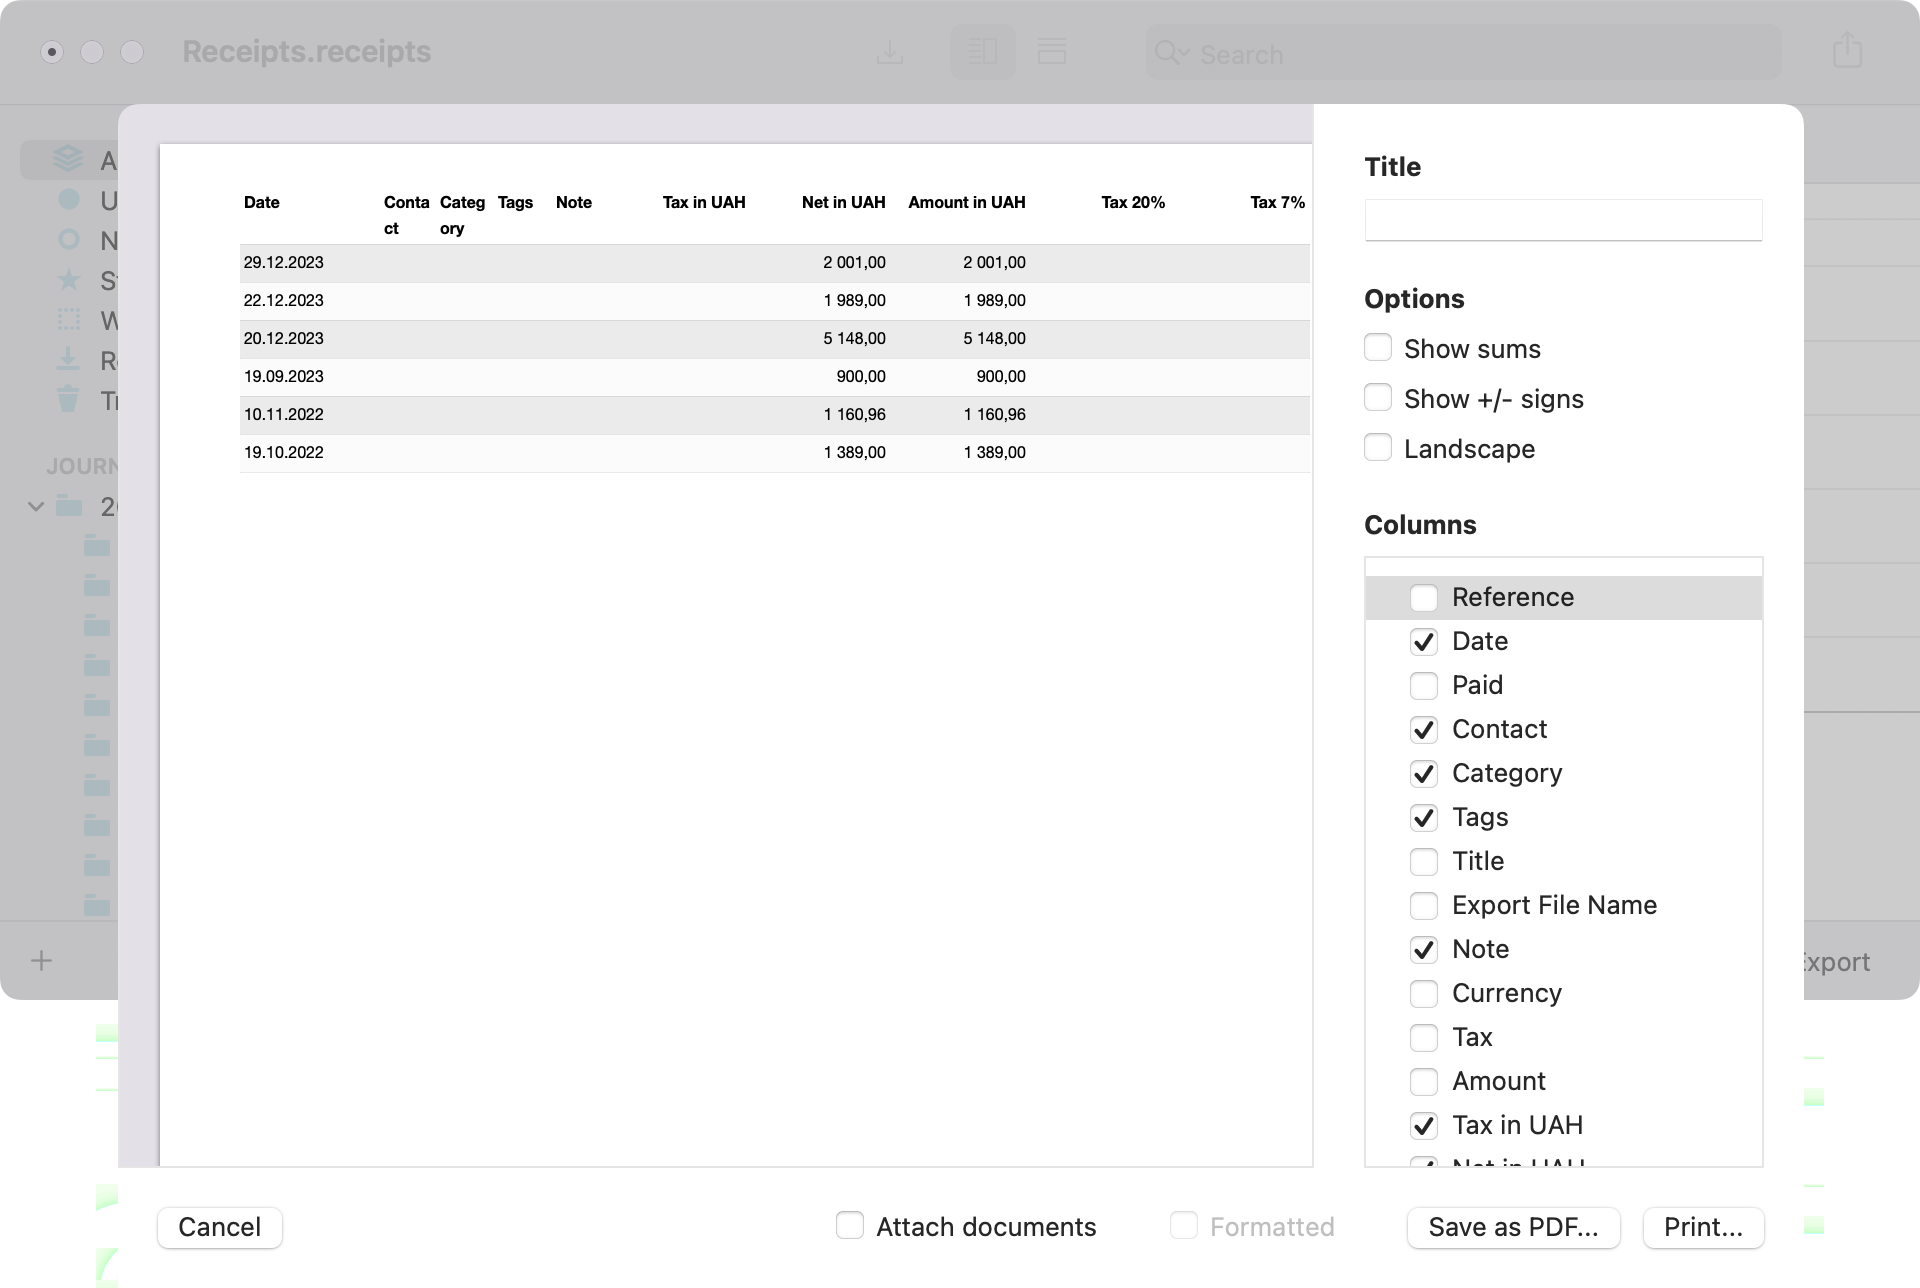 Receipts.receipts
Search
A
U
N
St
W
R
Tr
JOURN
2
Date Contact Category Tags Note Tax in UAH Net in UAH Amount in UAH Tax 20% Tax 7%
29.12.2023 2 001,00 2 001,00
22.12.2023 1 989,00 1 989,00
20.12.2023 5 148,00 5 148,00
19.09.2023 900,00 900,00
10.11.2022 1 160,96 1 160,96
19.10.2022 1 389,00 1 389,00
Title
Options
Show sums
Show +/- signs
Landscape
Columns
Reference
Date
Paid
Contact
Category
Tags
Title
Export File Name
Note
Currency
Tax
Amount
Tax in UAH
Net in UAH
Export
Cancel
Attach documents
Formatted
Save as PDF...
Print...